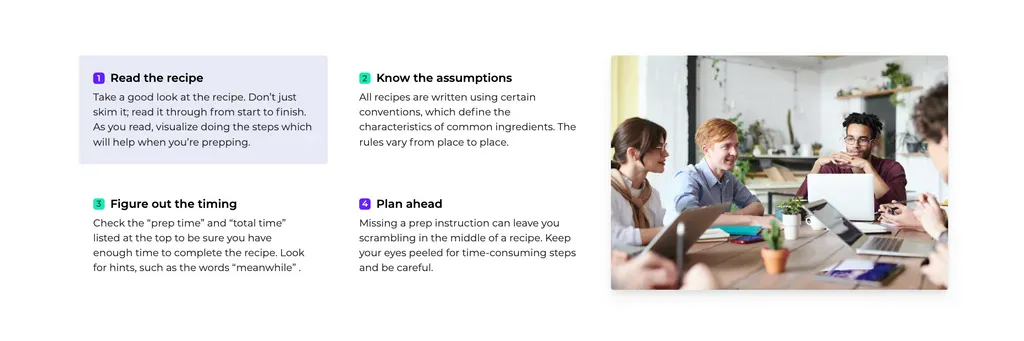 1 Read the recipe
Take a good look at the recipe. Don’t just
skim it; read it through from start to finish.
As you read, visualize doing the steps which
will help when you’re prepping.
2 Know the assumptions
All recipes are written using certain
conventions, which define the
characteristics of common ingredients. The
rules vary from place to place.
3 Figure out the timing
Check the “prep time” and “total time”
listed at the top to be sure you have
enough time to complete the recipe. Look
for hints, such as the words “meanwhile” .
4 Plan ahead
Missing a prep instruction can leave you
scrambling in the middle of a recipe. Keep
your eyes peeled for time-consuming steps
and be careful.